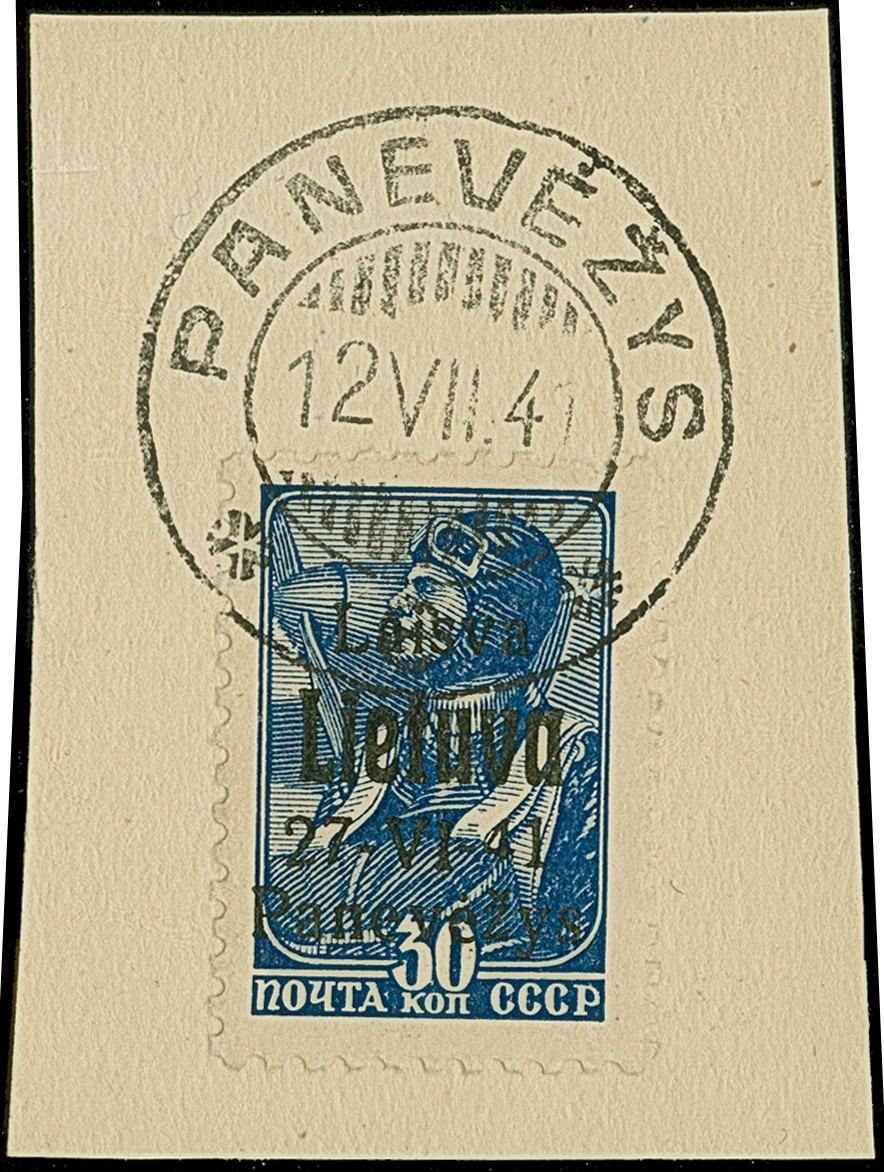 PANEVĖŽYS
12 VII.41
Laisva
Lietuva
27-VI-41
Panevėžys
30
ПОЧТА КОП СССР